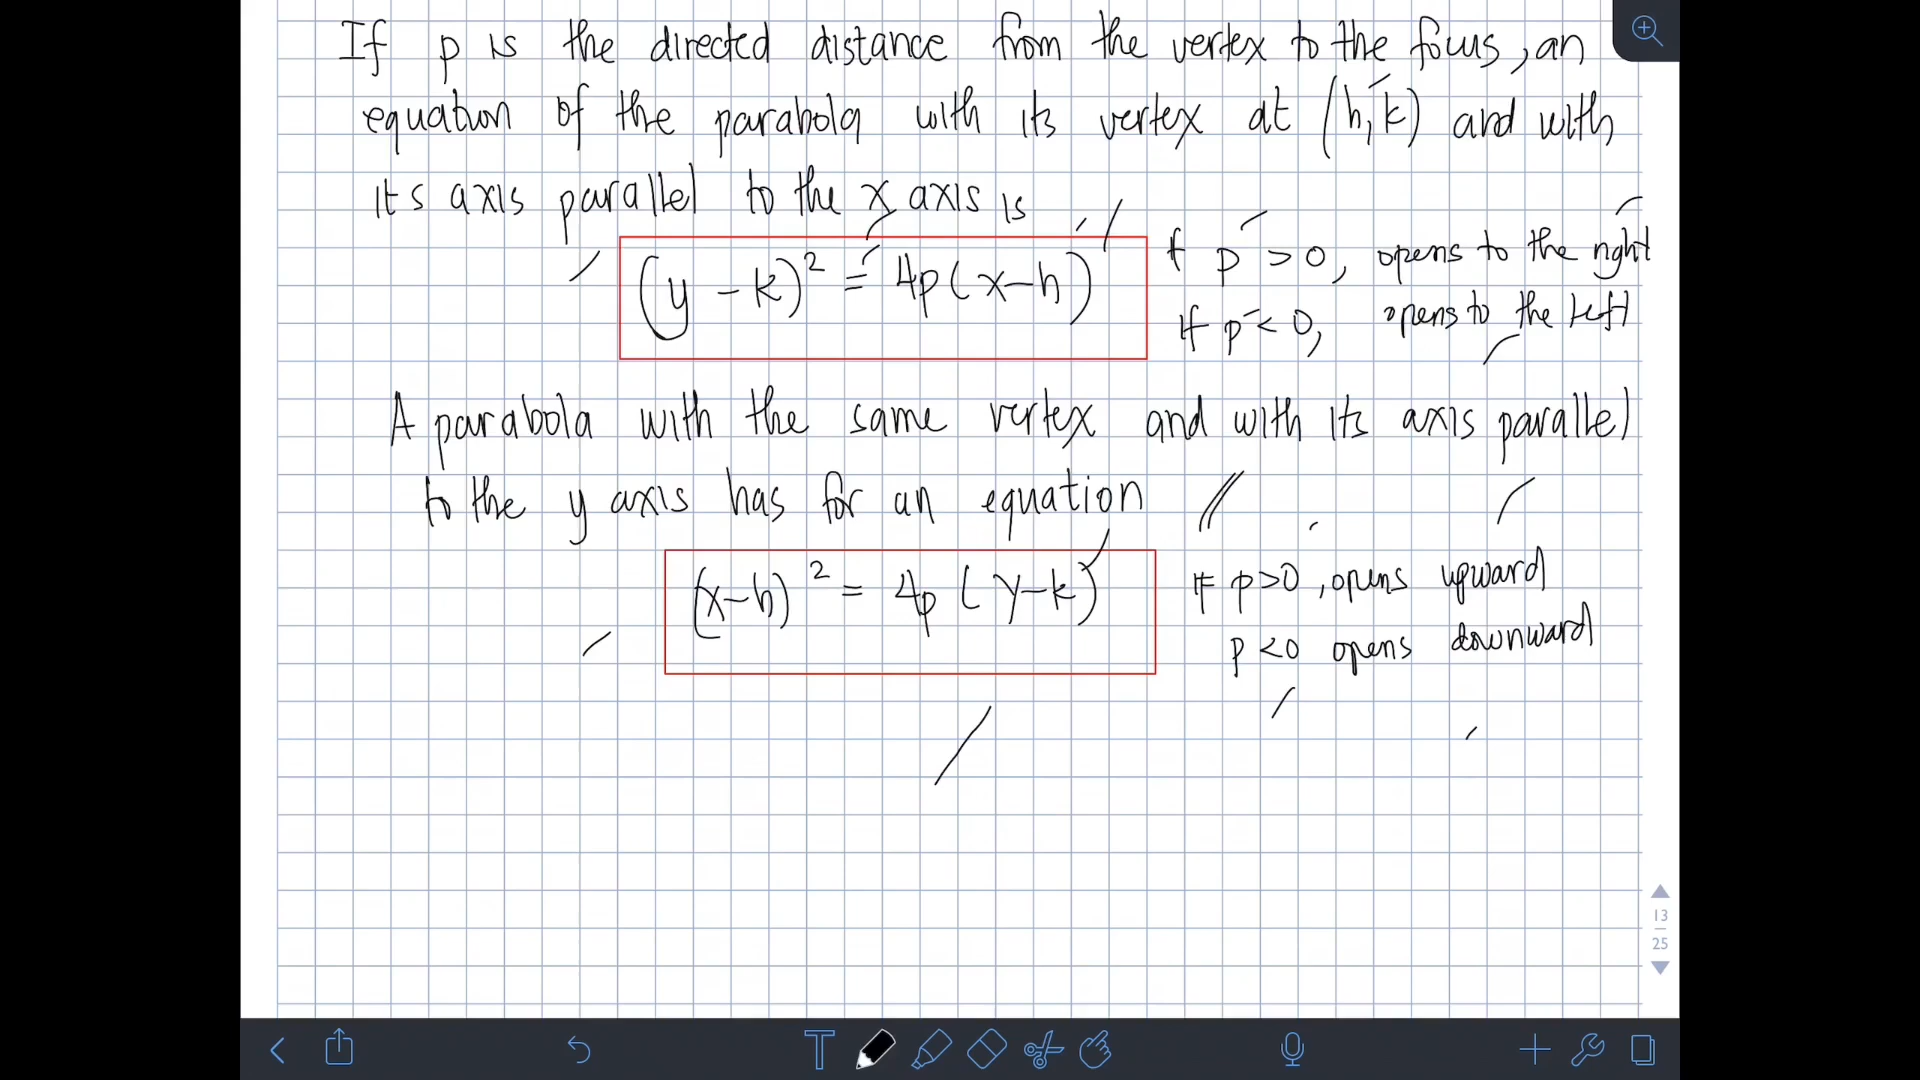 If p is the directed distance from the vertex to the focus, an
equation of the parabola with its vertex at (h, k) and with
its axis parallel to the x axis is
(y - k)² = 4p(x-h)
If p > 0, opens to the right
If p < 0, opens to the left
A parabola with the same vertex and with its axis parallel
to the y axis has for an equation
(x-h)² = 4p (y-k)
If p>0, opens upward
p <0 opens downward
13
25
T